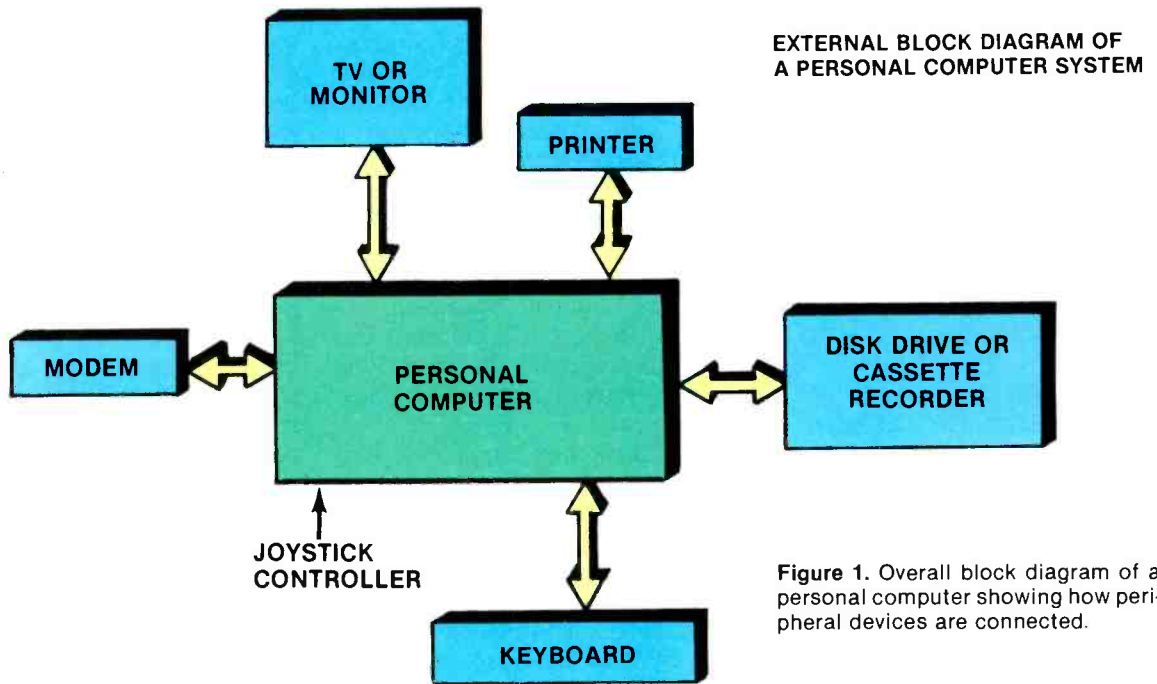 EXTERNAL BLOCK DIAGRAM OF
A PERSONAL COMPUTER SYSTEM
TV OR
MONITOR
PRINTER
MODEM
PERSONAL
COMPUTER
DISK DRIVE OR
CASSETTE
RECORDER
JOYSTICK
CONTROLLER
KEYBOARD
Figure 1. Overall block diagram of a
personal computer showing how peri-
pheral devices are connected.